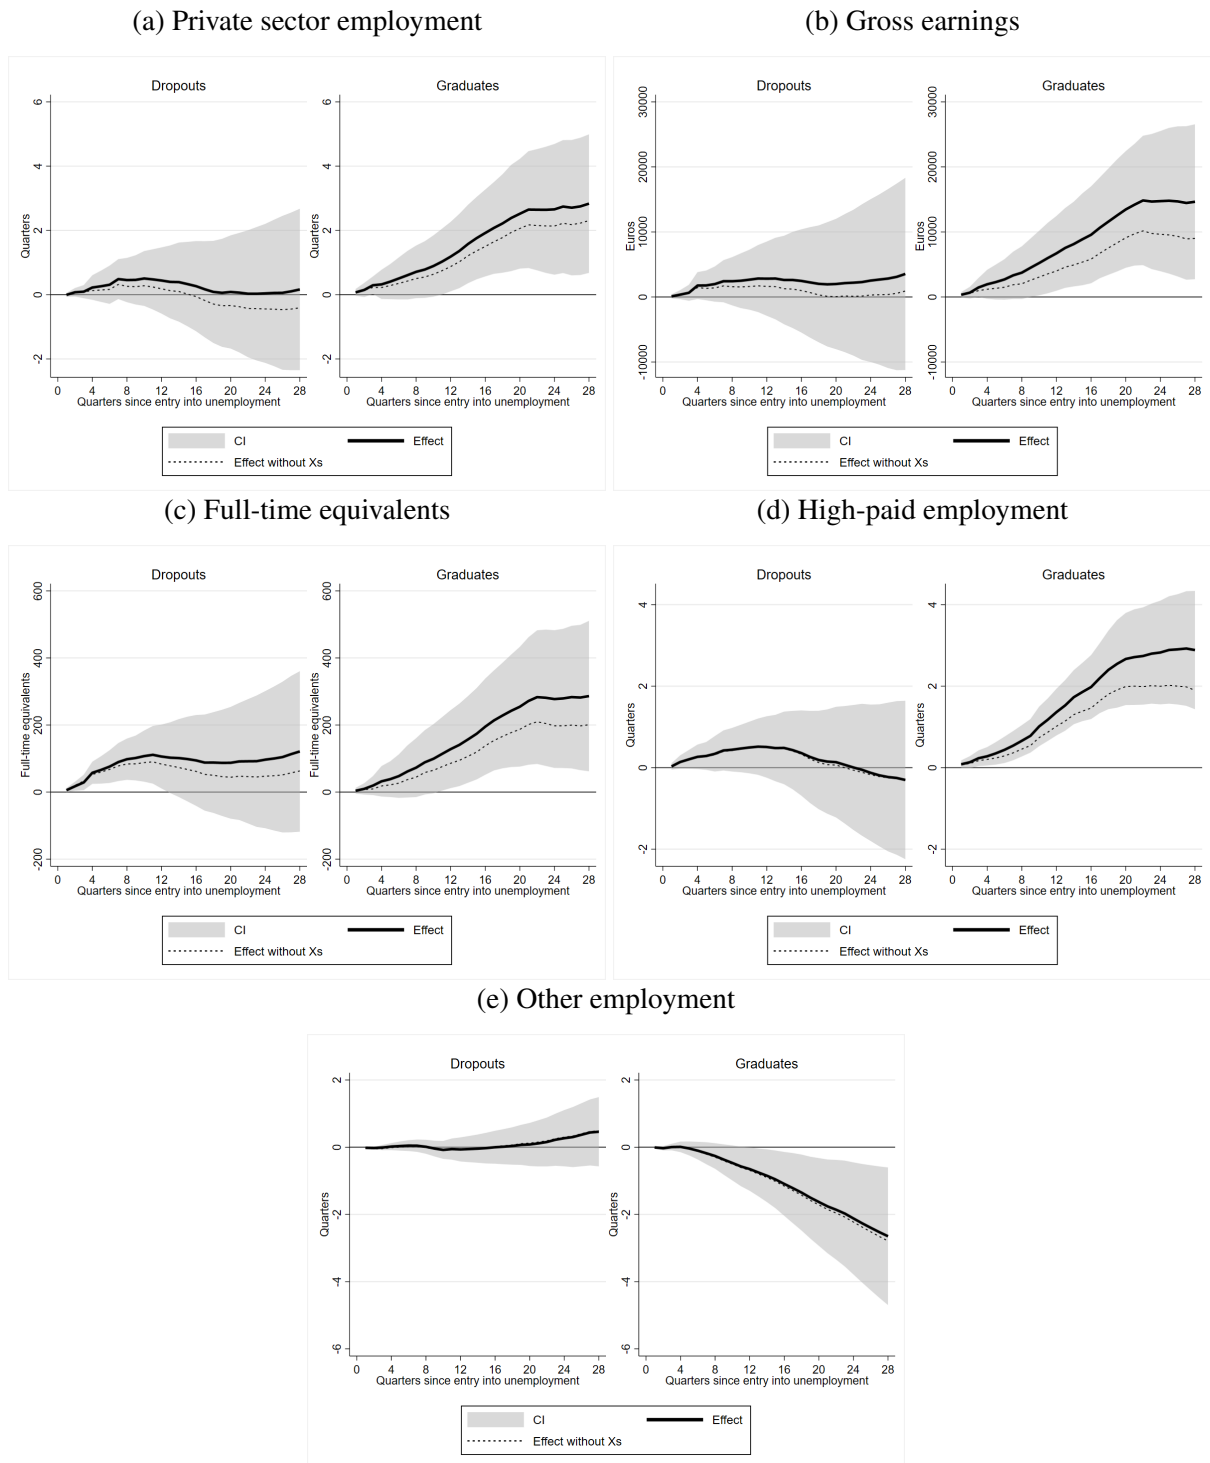 (a) Private sector employment
Dropouts
Graduates
Quarters
6
4
2
0
-2
0 4 8 12 16 20 24 28
Quarters since entry into unemployment
Quarters
6
4
2
0
-2
0 4 8 12 16 20 24 28
Quarters since entry into unemployment
CI
Effect
Effect without Xs
(b) Gross earnings
Dropouts
Graduates
Euros
30000
20000
10000
0
-10000
0 4 8 12 16 20 24 28
Quarters since entry into unemployment
Euros
30000
20000
10000
0
-10000
0 4 8 12 16 20 24 28
Quarters since entry into unemployment
CI
Effect
Effect without Xs
(c) Full-time equivalents
Dropouts
Graduates
Full-time equivalents
600
400
200
0
-200
0 4 8 12 16 20 24 28
Quarters since entry into unemployment
Full-time equivalents
600
400
200
0
-200
0 4 8 12 16 20 24 28
Quarters since entry into unemployment
CI
Effect
Effect without Xs
(d) High-paid employment
Dropouts
Graduates
Quarters
4
2
0
-2
0 4 8 12 16 20 24 28
Quarters since entry into unemployment
Quarters
4
2
0
-2
0 4 8 12 16 20 24 28
Quarters since entry into unemployment
CI
Effect
Effect without Xs
(e) Other employment
Dropouts
Graduates
Quarters
2
0
-2
-4
-6
0 4 8 12 16 20 24 28
Quarters since entry into unemployment
Quarters
2
0
-2
-4
-6
0 4 8 12 16 20 24 28
Quarters since entry into unemployment
CI
Effect
Effect without Xs